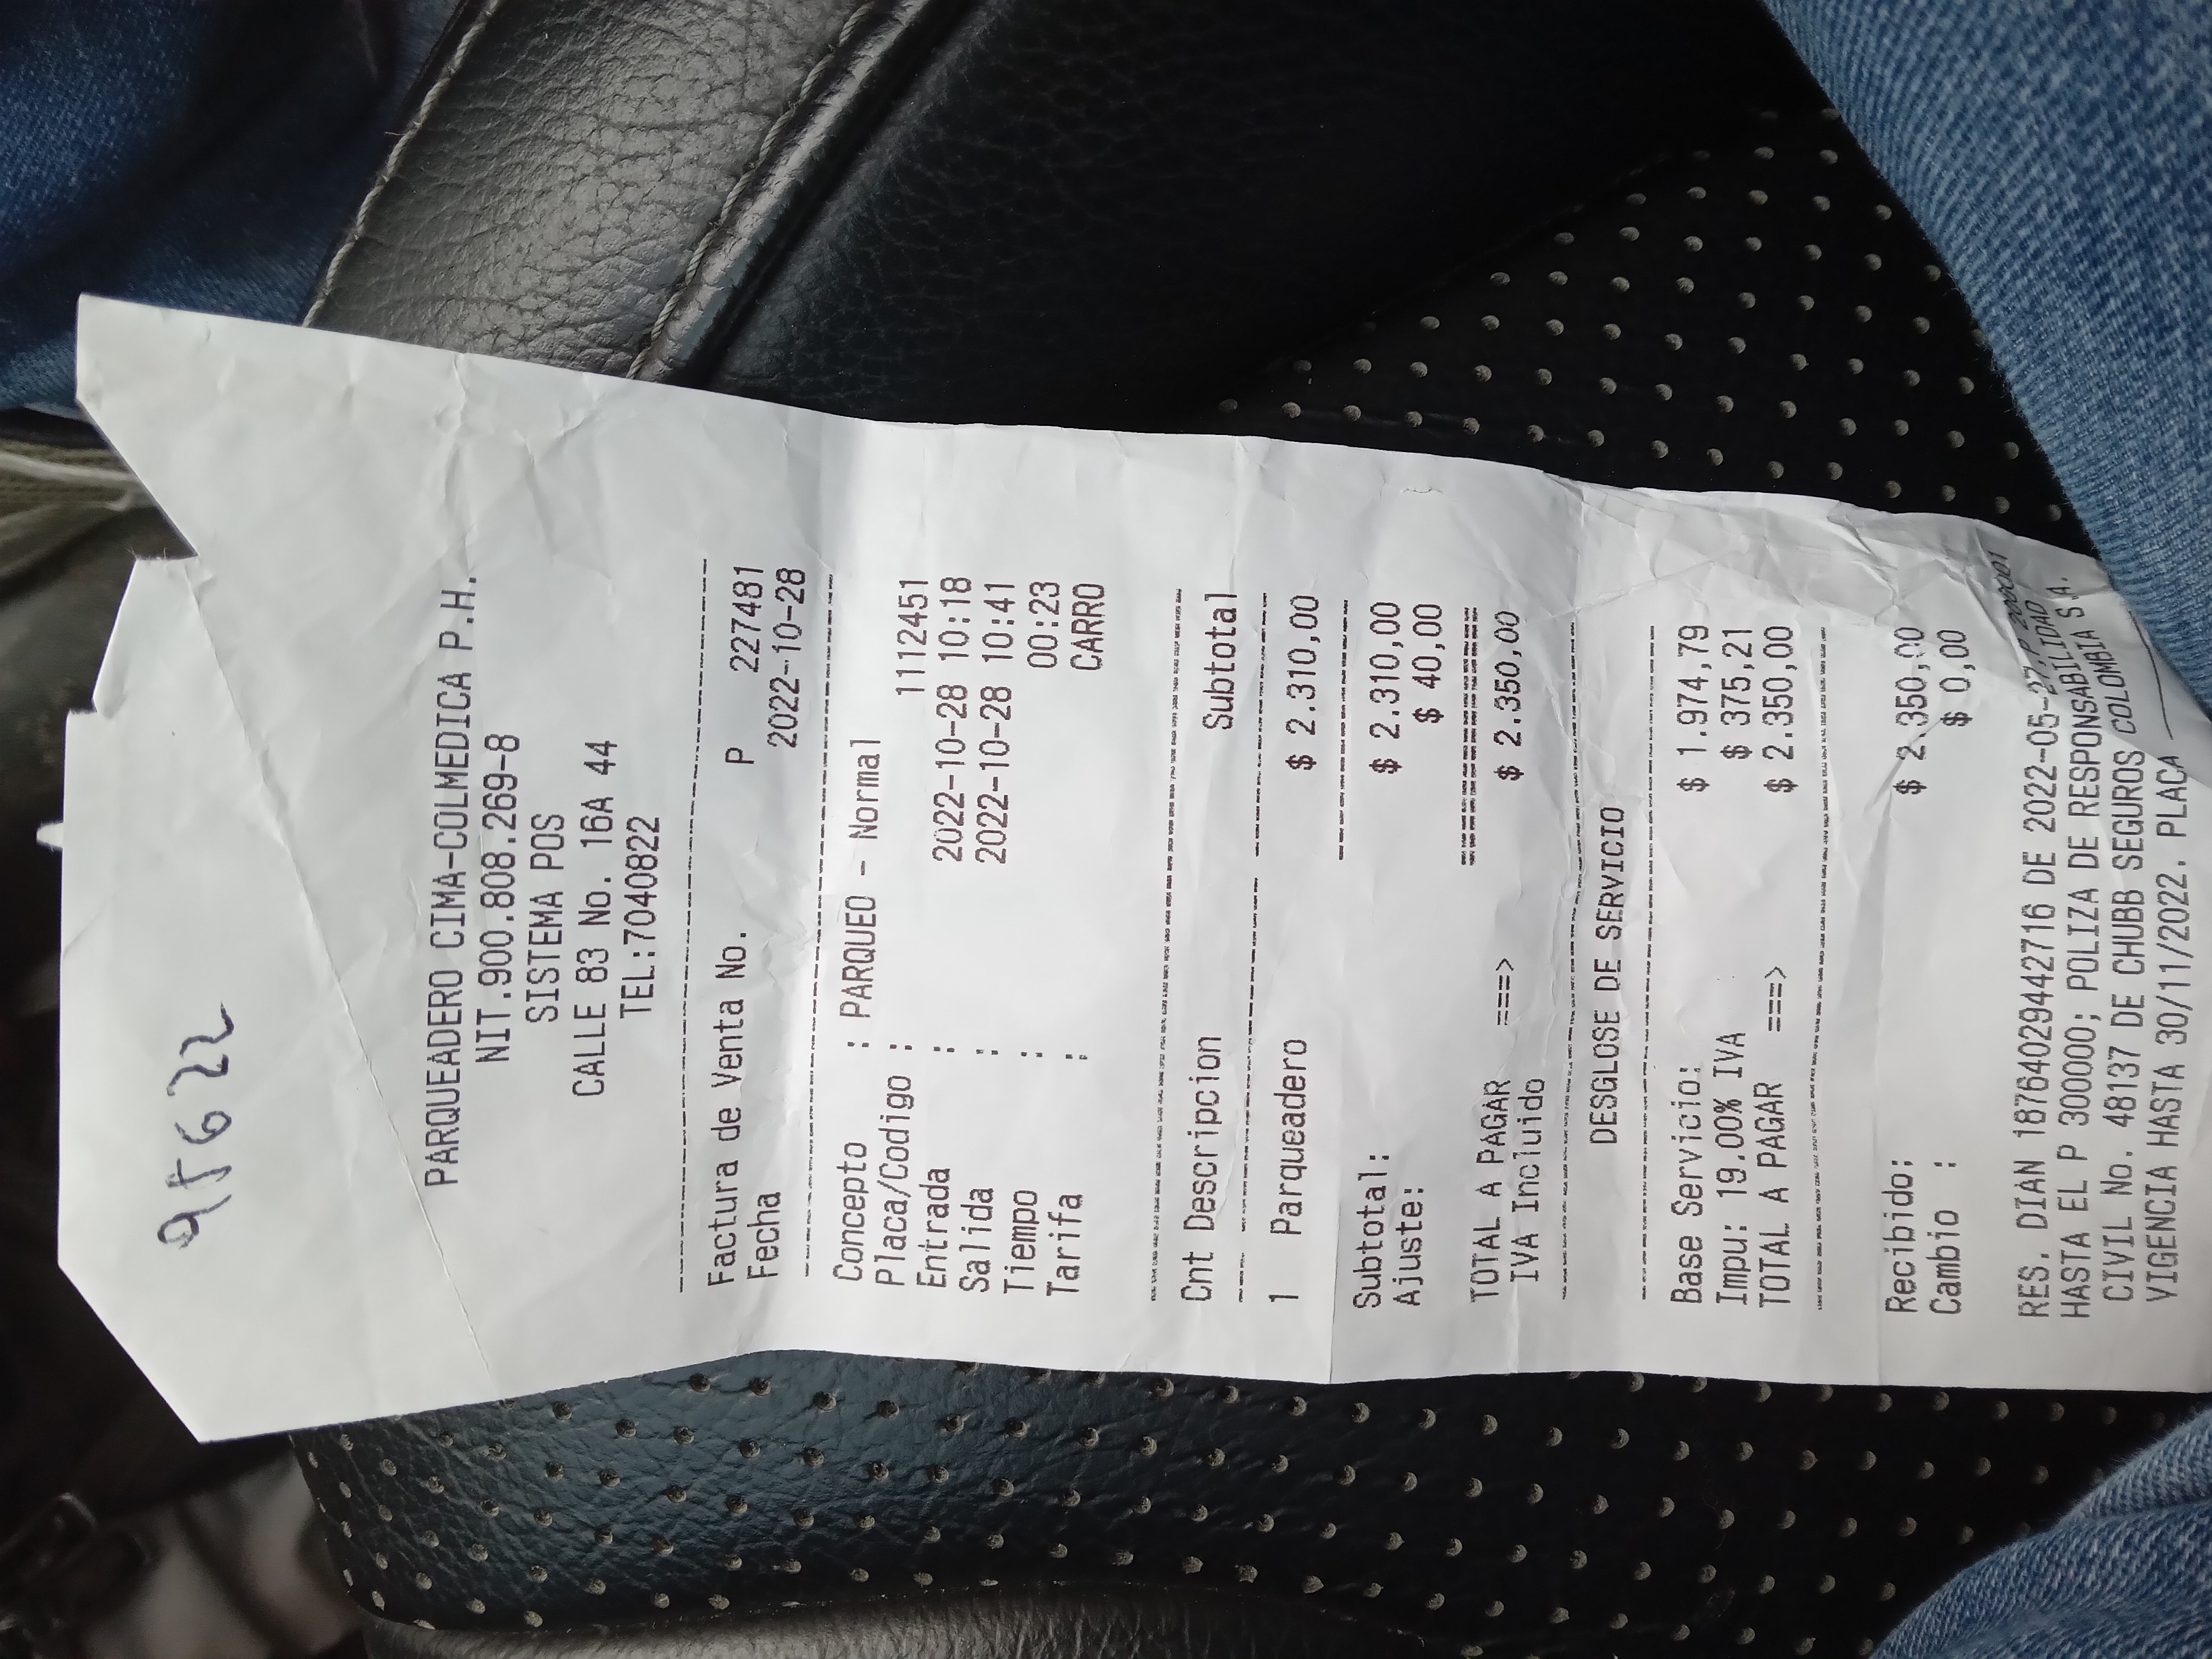 95622
PARQUEADERO CIMA-COLMEDICA P.H.
NIT.900.808.269-8
SISTEMA POS
CALLE 83 No. 16A 44
TEL:7040822
Factura de Venta No. P 227481
Fecha 2022-10-28
Concepto : PARQUEO - Normal
Placa/Codigo : 1112451
Entrada : 2022-10-28 10:18
Salida : 2022-10-28 10:41
Tiempo : 00:23
Tarifa : CARRO
Cnt Descripcion Subtotal
1 Parqueadero $ 2.310,00
Subtotal: $ 2.310,00
Ajuste: $ 40,00
TOTAL A PAGAR ===> $ 2.350,00
IVA Incluido
DESGLOSE DE SERVICIO
Base Servicio: $ 1.974,79
Impu: 19.00% IVA $ 375,21
TOTAL A PAGAR ===> $ 2.350,00
Recibido: $ 2.350,00
Cambio : $ 0,00
RES. DIAN 18764029442716 DE 2022-05-27,P 200001
HASTA EL P 300000; POLIZA DE RESPONSABILIDAD
CIVIL No. 48137 DE CHUBB SEGUROS COLOMBIA S.A.
VIGENCIA HASTA 30/11/2022. PLACA